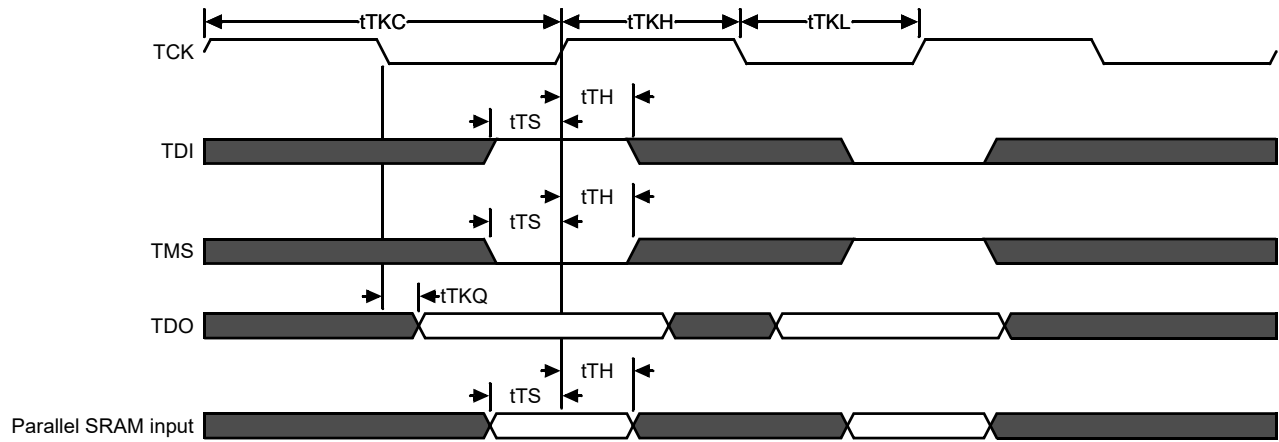 tTKC tTKH tTKL
TCK
tTH
tTS
TDI
tTH
tTS
TMS
tTKQ
TDO
tTH
tTS
Parallel SRAM input